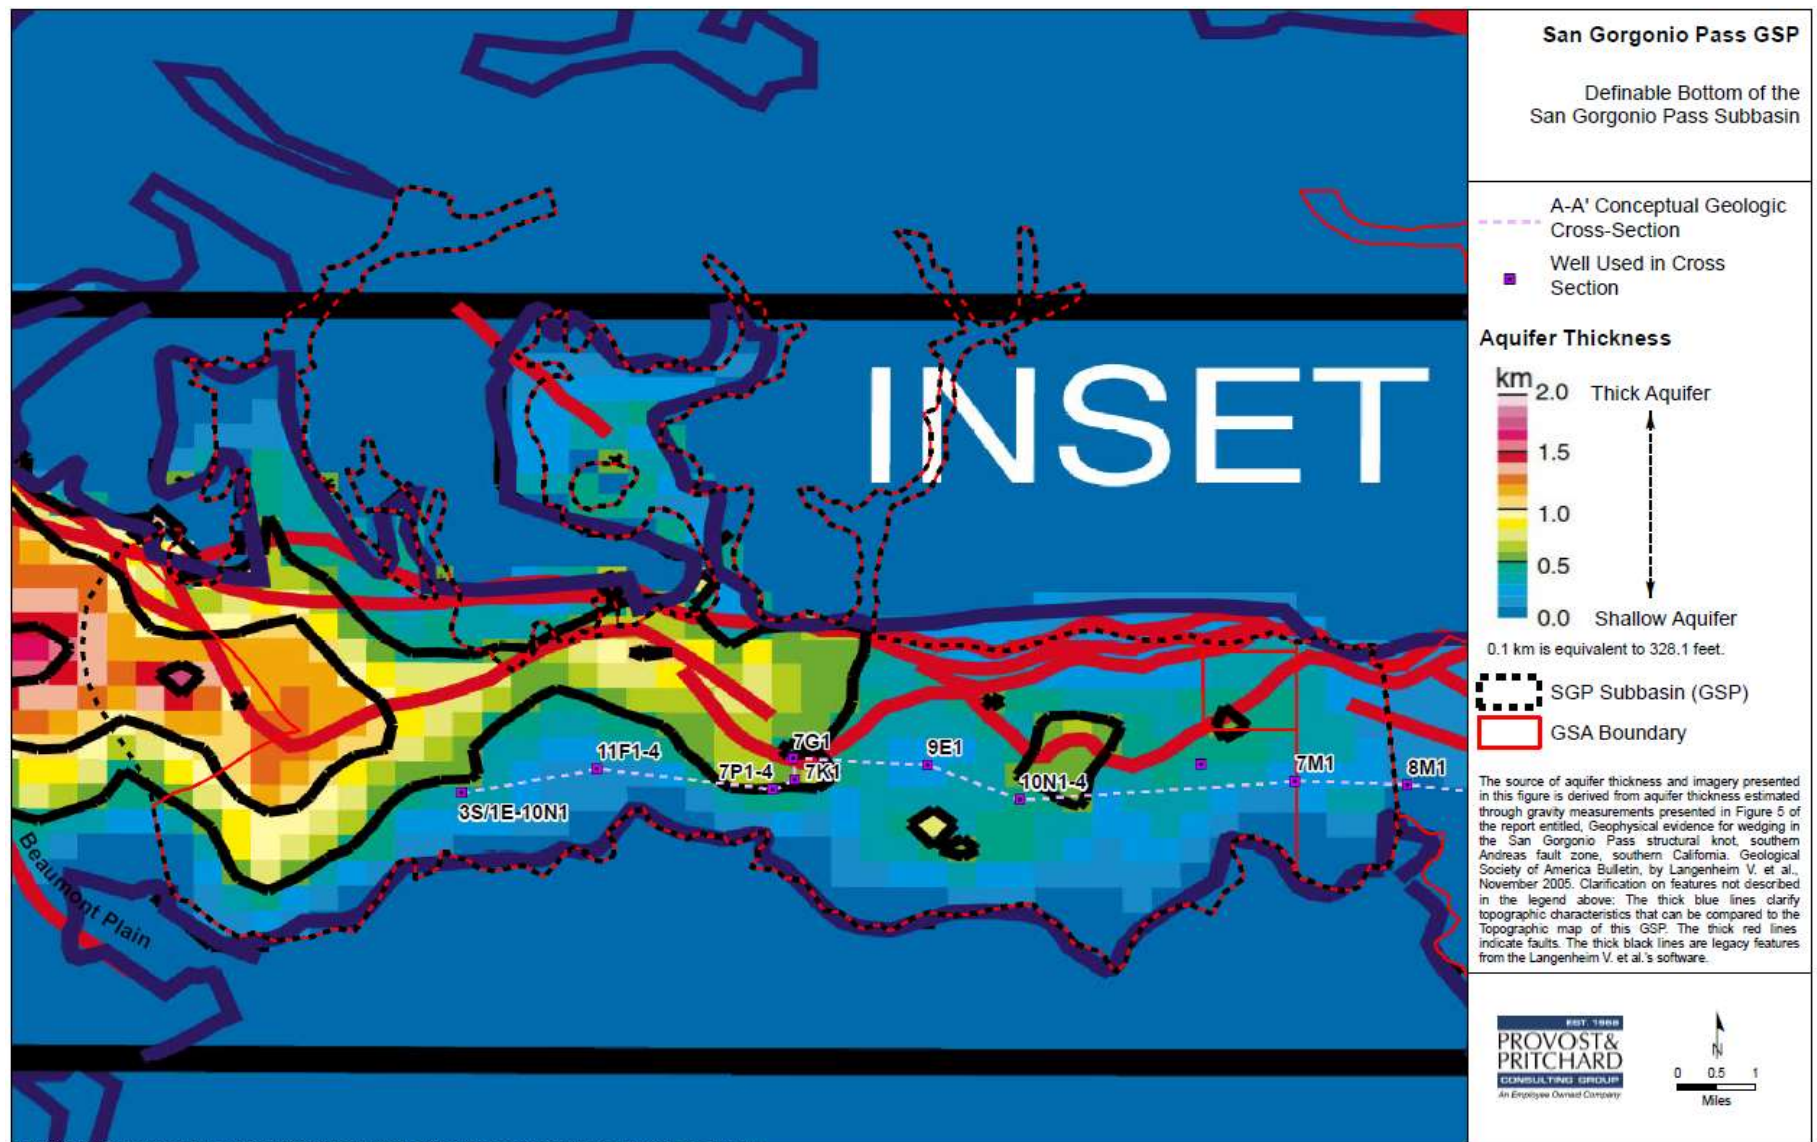 San Gorgonio Pass GSP
Definable Bottom of the
San Gorgonio Pass Subbasin
A-A' Conceptual Geologic
Cross-Section
Well Used in Cross
Section
Aquifer Thickness
km
2.0 Thick Aquifer
1.5
1.0
0.5
0.0 Shallow Aquifer
0.1 km is equivalent to 328.1 feet.
SGP Subbasin (GSP)
GSA Boundary
The source of aquifer thickness and imagery presented
in this figure is derived from aquifer thickness estimated
through gravity measurements presented in Figure 5 of
the report entitled, Geophysical evidence for wedging in
the San Gorgonio Pass structural knot, southern
Andreas fault zone, southern California. Geological
Society of America Bulletin, by Langenheim V. et al.,
November 2005. Clarification on features not described
in the legend above: The thick blue lines clarify
topographic characteristics that can be compared to the
Topographic map of this GSP. The thick red lines
indicate faults. The thick black lines are legacy features
from the Langenheim V. et al.'s software.
EST. 1968
PROVOST&
PRITCHARD
CONSULTING GROUP
An Employee Owned Company
N
0 0.5 1
Miles
INSET
11F1-4
7G1
7P1-4
7K1
9E1
10N1-4
7M1
8M1
3S/1E-10N1
Beaumont Plain